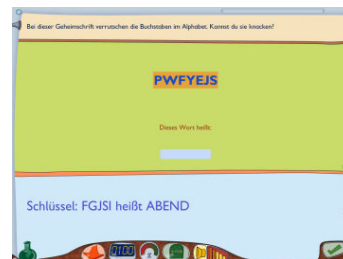 Bei dieser Geheimschrift verrutschen die Buchstaben im Alphabet. Kannst du sie knacken?
PWFYEJS
Dieses Wort heißt:
Schlüssel: FGJSI heißt ABEND
0100